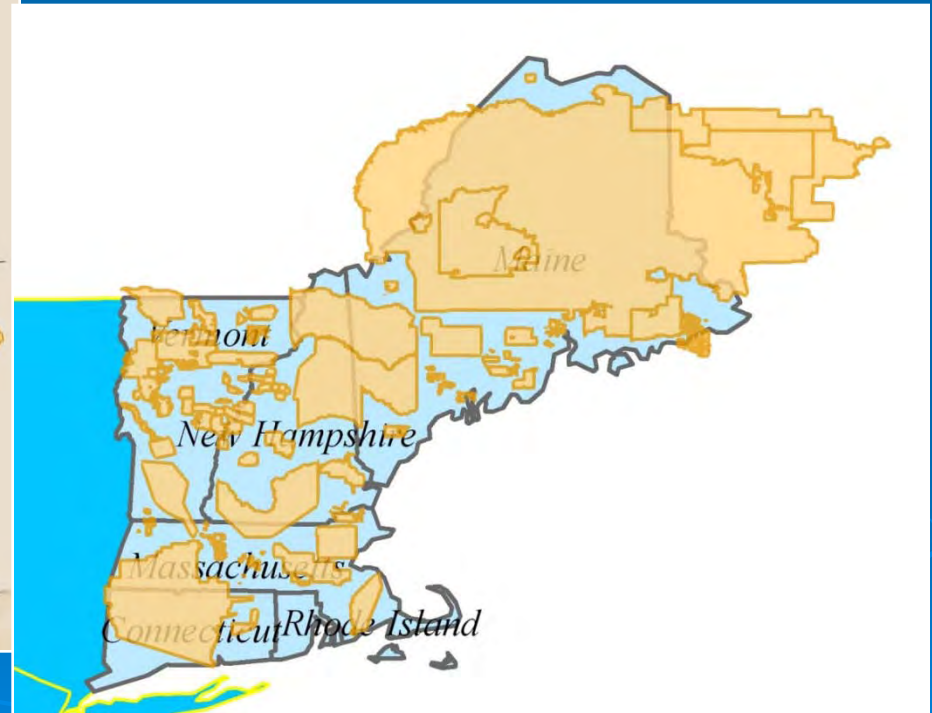 Maine
Vermont
New Hampshire
Massachusetts
Connecticut
Rhode Island